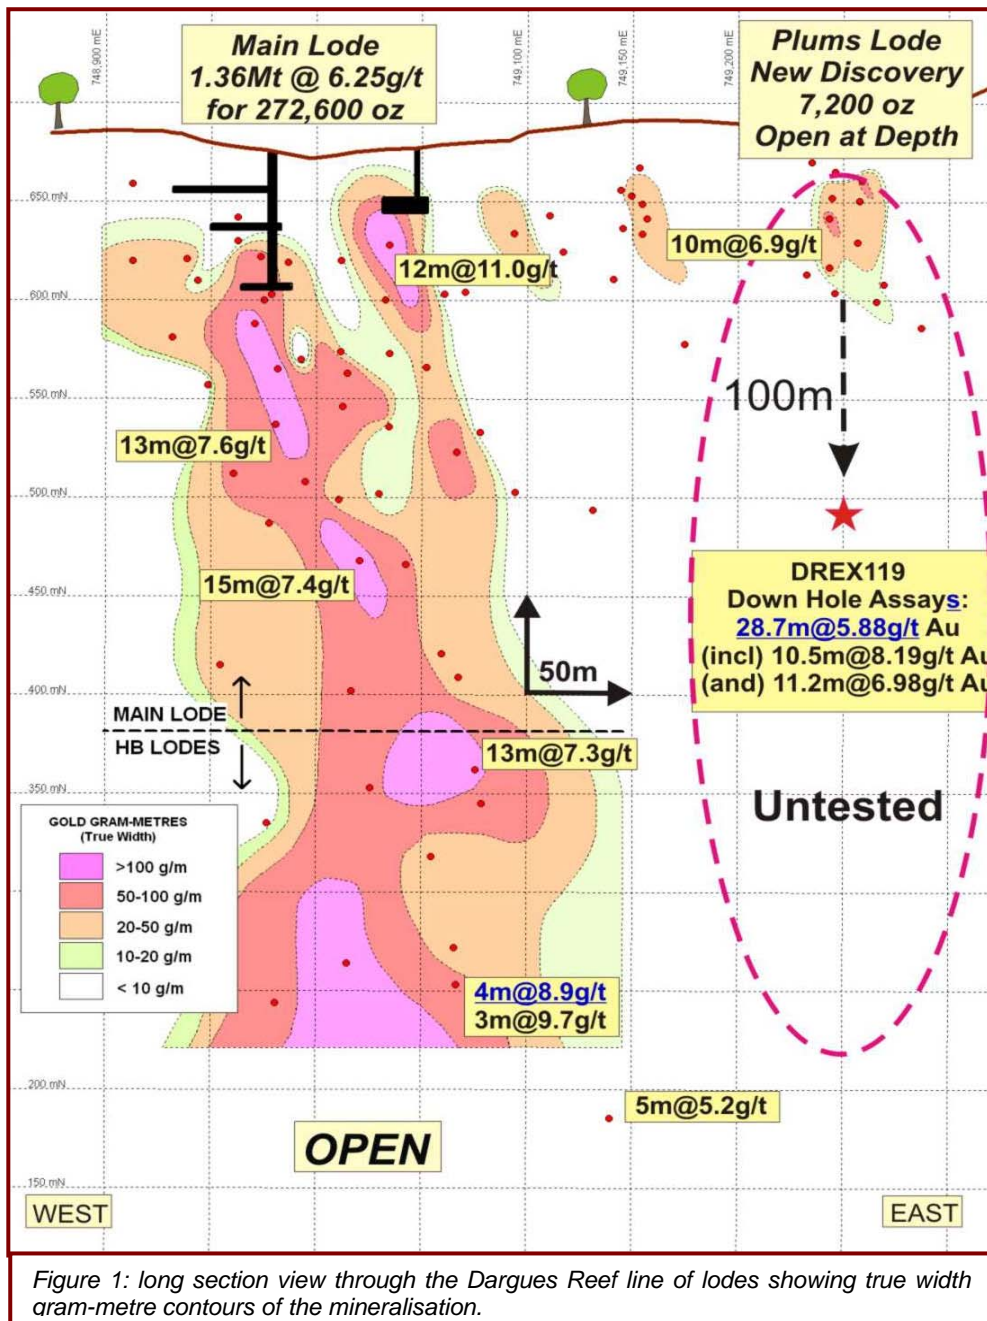 748,900 mE
749,100 mE
749,150 mE
749,200 mE
Main Lode
1.36Mt @ 6.25g/t
for 272,600 oz
Plums Lode
New Discovery
7,200 oz
Open at Depth
650 mN
10m@6.9g/t
12m@11.0g/t
600 mN
100m
550 mN
13m@7.6g/t
500 mN
15m@7.4g/t
450 mN
DREX119
Down Hole Assays:
28.7m@5.88g/t Au
(incl) 10.5m@8.19g/t Au
(and) 11.2m@6.98g/t Au
50m
400 mN
MAIN LODE
HB LODES
13m@7.3g/t
350 mN
Untested
GOLD GRAM-METRES
(True Width)
>100 g/m
50-100 g/m
20-50 g/m
10-20 g/m
< 10 g/m
4m@8.9g/t
3m@9.7g/t
200 mN
5m@5.2g/t
OPEN
150 mN
WEST
EAST
Figure 1: long section view through the Dargues Reef line of lodes showing true width
gram-metre contours of the mineralisation.